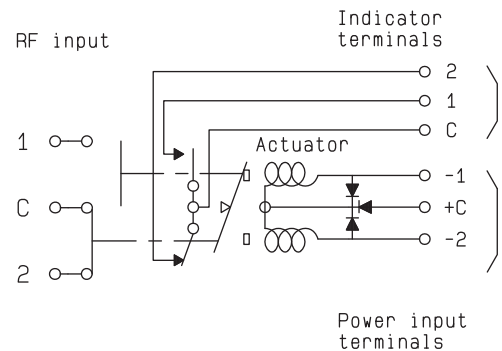 Indicator
terminals
RF input
2
1
C
Actuator
1
C
2
-1
+C
-2
Power input
terminals